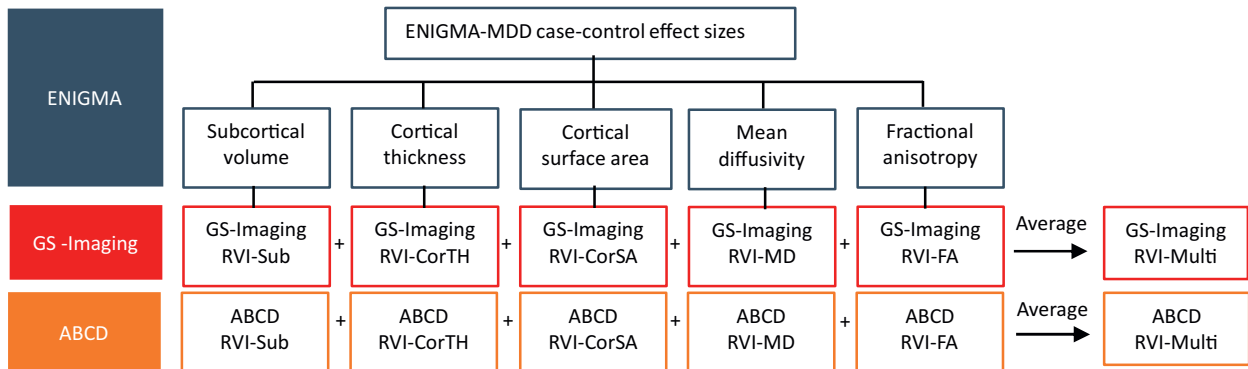 ENIGMA-MDD case-control effect sizes
ENIGMA
Subcortical
volume
Cortical
thickness
Cortical
surface area
Mean
diffusivity
Fractional
anisotropy
GS -Imaging
GS-Imaging
RVI-Sub
+
GS-Imaging
RVI-CorTH
+
GS-Imaging
RVI-CorSA
+
GS-Imaging
RVI-MD
+
GS-Imaging
RVI-FA
Average
GS-Imaging
RVI-Multi
ABCD
ABCD
RVI-Sub
+
ABCD
RVI-CorTH
+
ABCD
RVI-CorSA
+
ABCD
RVI-MD
+
ABCD
RVI-FA
Average
ABCD
RVI-Multi